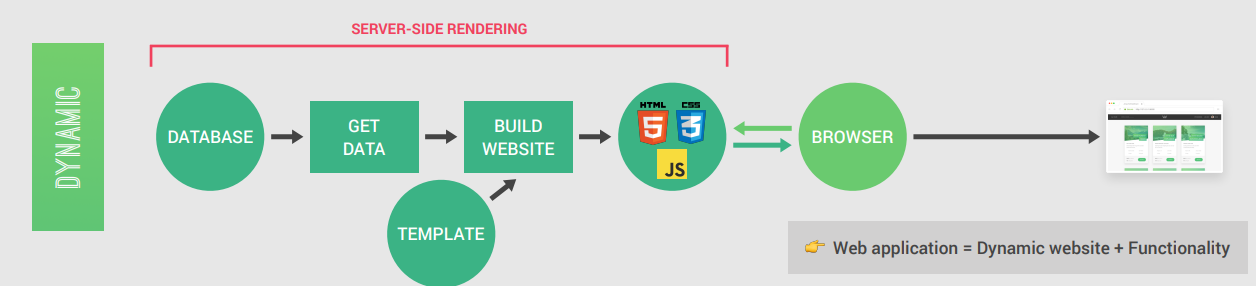 SERVER-SIDE RENDERING
DYNAMIC
DATABASE
GET
DATA
BUILD
WEBSITE
HTML
5
CSS
3
JS
BROWSER
TEMPLATE
Web application = Dynamic website + Functionality